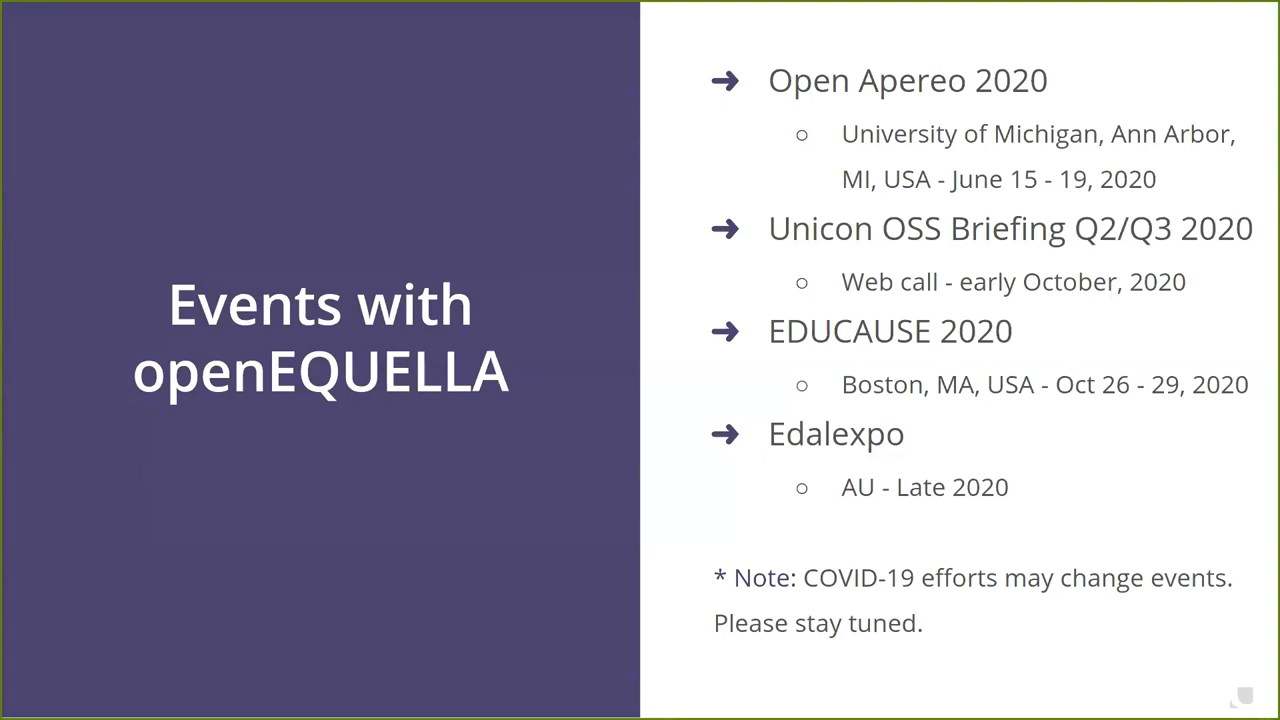 Events with
openEQUELLA
➜ Open Apereo 2020
○ University of Michigan, Ann Arbor,
MI, USA - June 15 - 19, 2020
➜ Unicon OSS Briefing Q2/Q3 2020
○ Web call - early October, 2020
➜ EDUCAUSE 2020
○ Boston, MA, USA - Oct 26 - 29, 2020
➜ Edalexpo
○ AU - Late 2020
* Note: COVID-19 efforts may change events.
Please stay tuned.